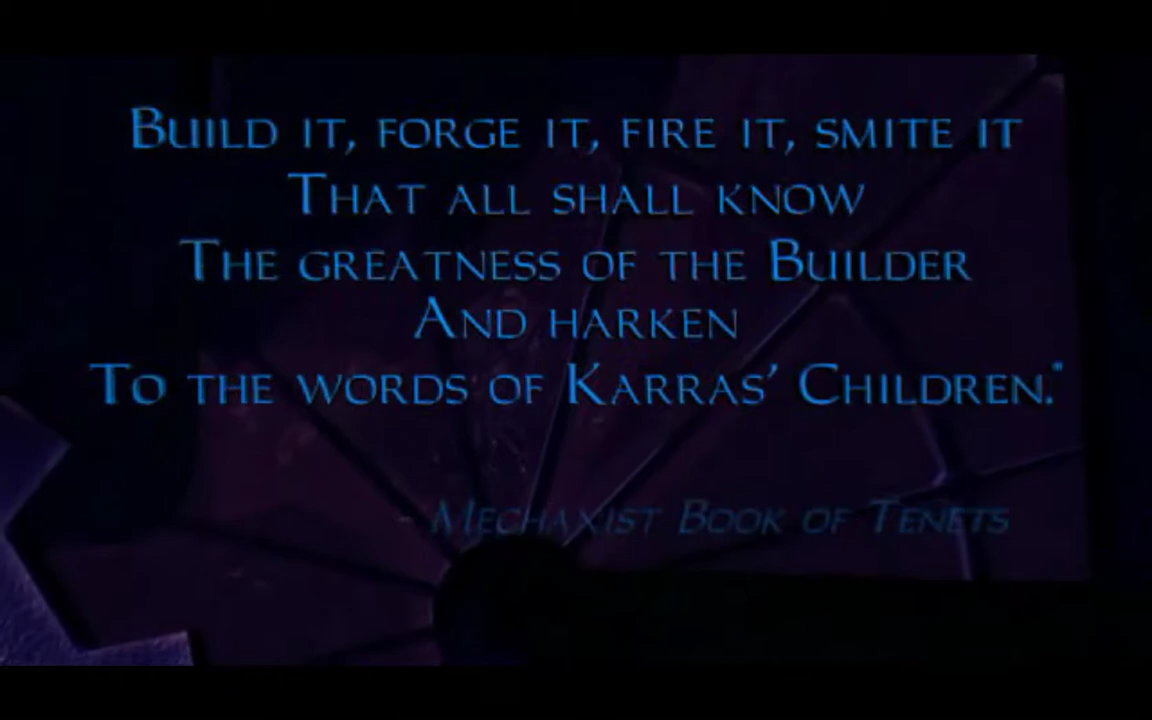 Build it, forge it, fire it, smite it
That all shall know
The greatness of the Builder
And harken
To the words of Karras' Children."
- Mechanist Book of Tenets